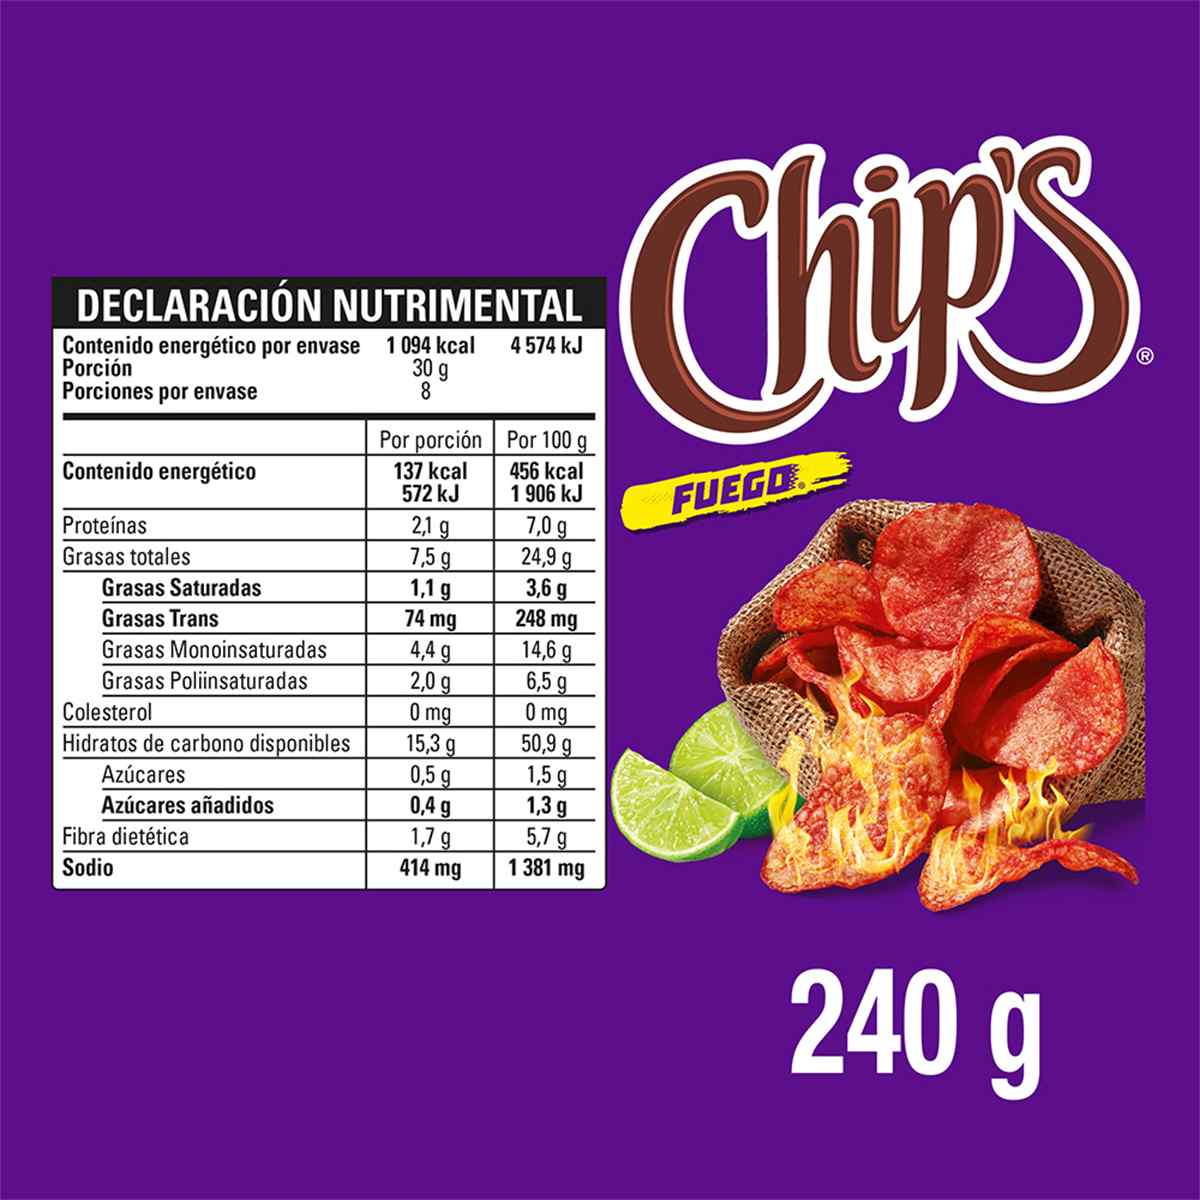 DECLARACIÓN NUTRIMENTAL
Contenido energético por envase 1 094 kcal 4 574 kJ
Porción 30 g
Porciones por envase 8
Por porción Por 100 g
Contenido energético 137 kcal 456 kcal
572 kJ 1 906 kJ
Proteínas 2,1 g 7,0 g
Grasas totales 7,5 g 24,9 g
Grasas Saturadas 1,1 g 3,6 g
Grasas Trans 74 mg 248 mg
Grasas Monoinsaturadas 4,4 g 14,6 g
Grasas Poliinsaturadas 2,0 g 6,5 g
Colesterol 0 mg 0 mg
Hidratos de carbono disponibles 15,3 g 50,9 g
Azúcares 0,5 g 1,5 g
Azúcares añadidos 0,4 g 1,3 g
Fibra dietética 1,7 g 5,7 g
Sodio 414 mg 1 381 mg
Chip's®
FUEGO®
240 g